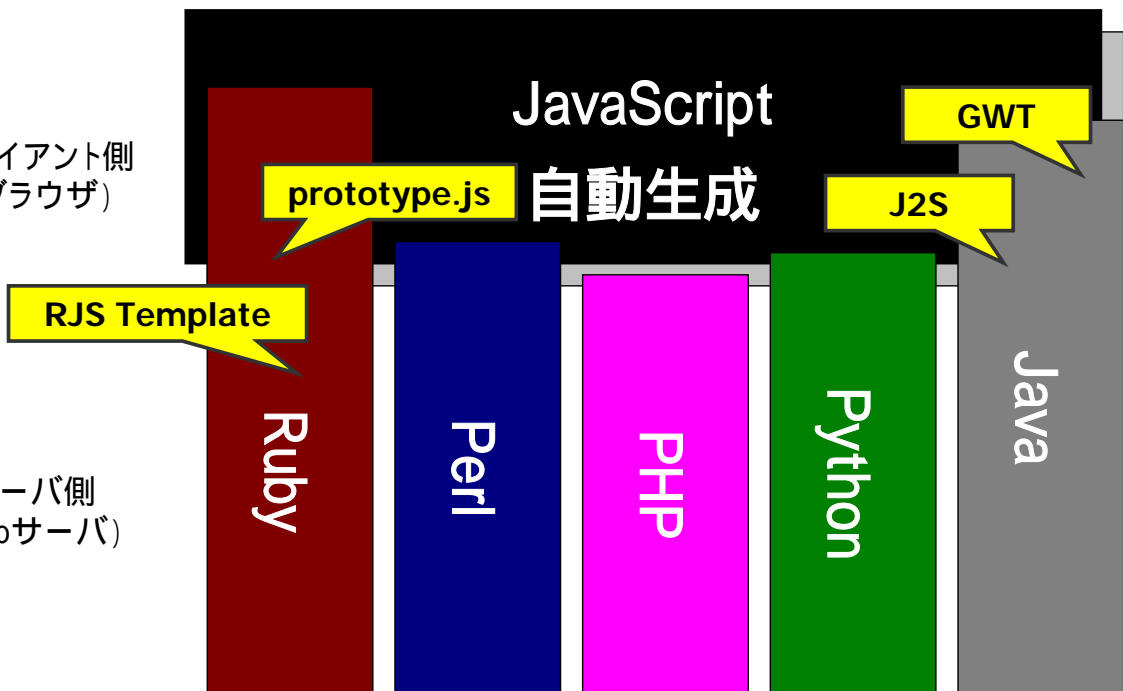 JavaScript
自動生成
GWT
イアント側
ブラウザ)
prototype.js
J2S
RJS Template
Ruby
Perl
PHP
Python
Java
ーバ側
サーバ)